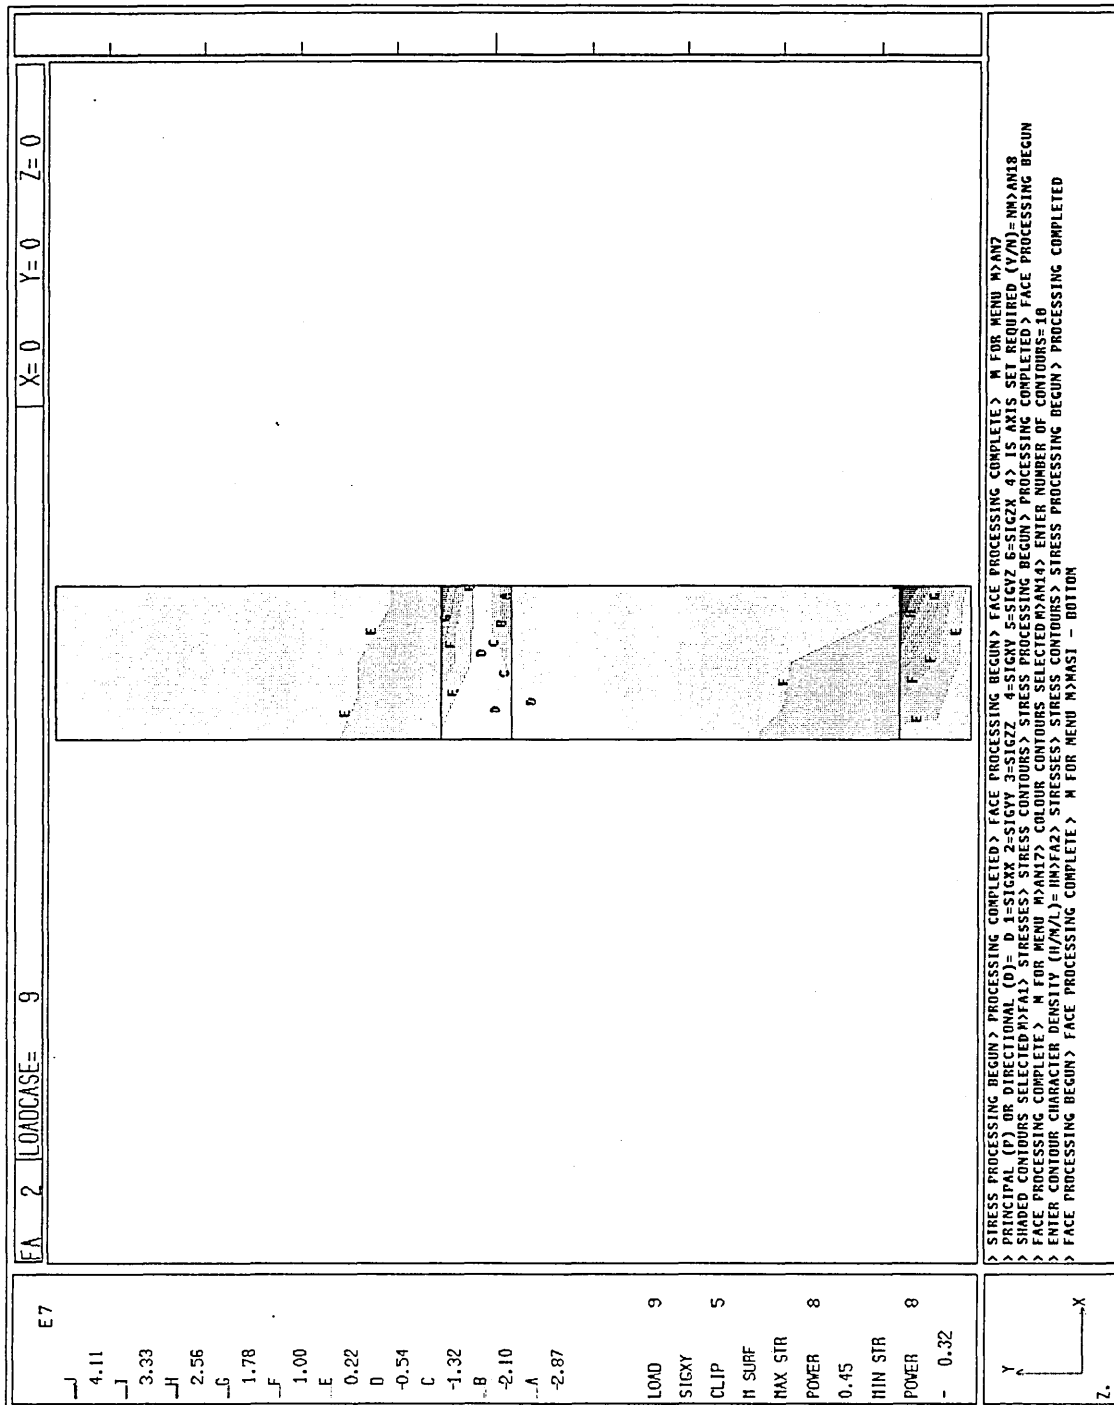 FA 2 LOADCASE= 9 X= 0 Y= 0 Z= 0
E7
J
4.11
I
3.33
H
2.56
G
1.78
F
1.00
E
0.22
D
-0.54
C
-1.32
B
-2.10
A
-2.87
LOAD 9
SIGXY
CLIP 5
M SURF
MAX STR
POWER 8
0.45
MIN STR
POWER 8
- 0.32
E
E
F
F
G
D
C
B
A
D
C
D
F
E
F
F
E
G
H
Y
X
Z.
> STRESS PROCESSING BEGUN> PROCESSING COMPLETED> FACE PROCESSING BEGUN> FACE PROCESSING COMPLETE> M FOR MENU M>AN7
> PRINCIPAL (P) OR DIRECTIONAL (D)= D 1=SIGXX 2=SIGYY 3=SIGZZ 4=SIGXY 5=SIGYZ 6=SIGZX 4> IS AXIS SET REQUIRED (Y/N)= NM>AN18
SHADED CONTOURS SELECTEDM>FA1> STRESSES> STRESS CONTOURS> STRESS PROCESSING BEGUN> PROCESSING COMPLETED> FACE PROCESSING BEGUN
> FACE PROCESSING COMPLETE> M FOR MENU M>AN17> COLOUR CONTOURS SELECTEDM>AN14> ENTER NUMBER OF CONTOURS=10
> ENTER CONTOUR CHARACTER DENSITY (H/M/L)= HM>FA2> STRESSES> STRESS CONTOURS> STRESS PROCESSING BEGUN> PROCESSING COMPLETED
> FACE PROCESSING BEGUN> FACE PROCESSING COMPLETE> M FOR MENU M>MASI - BOTTOM